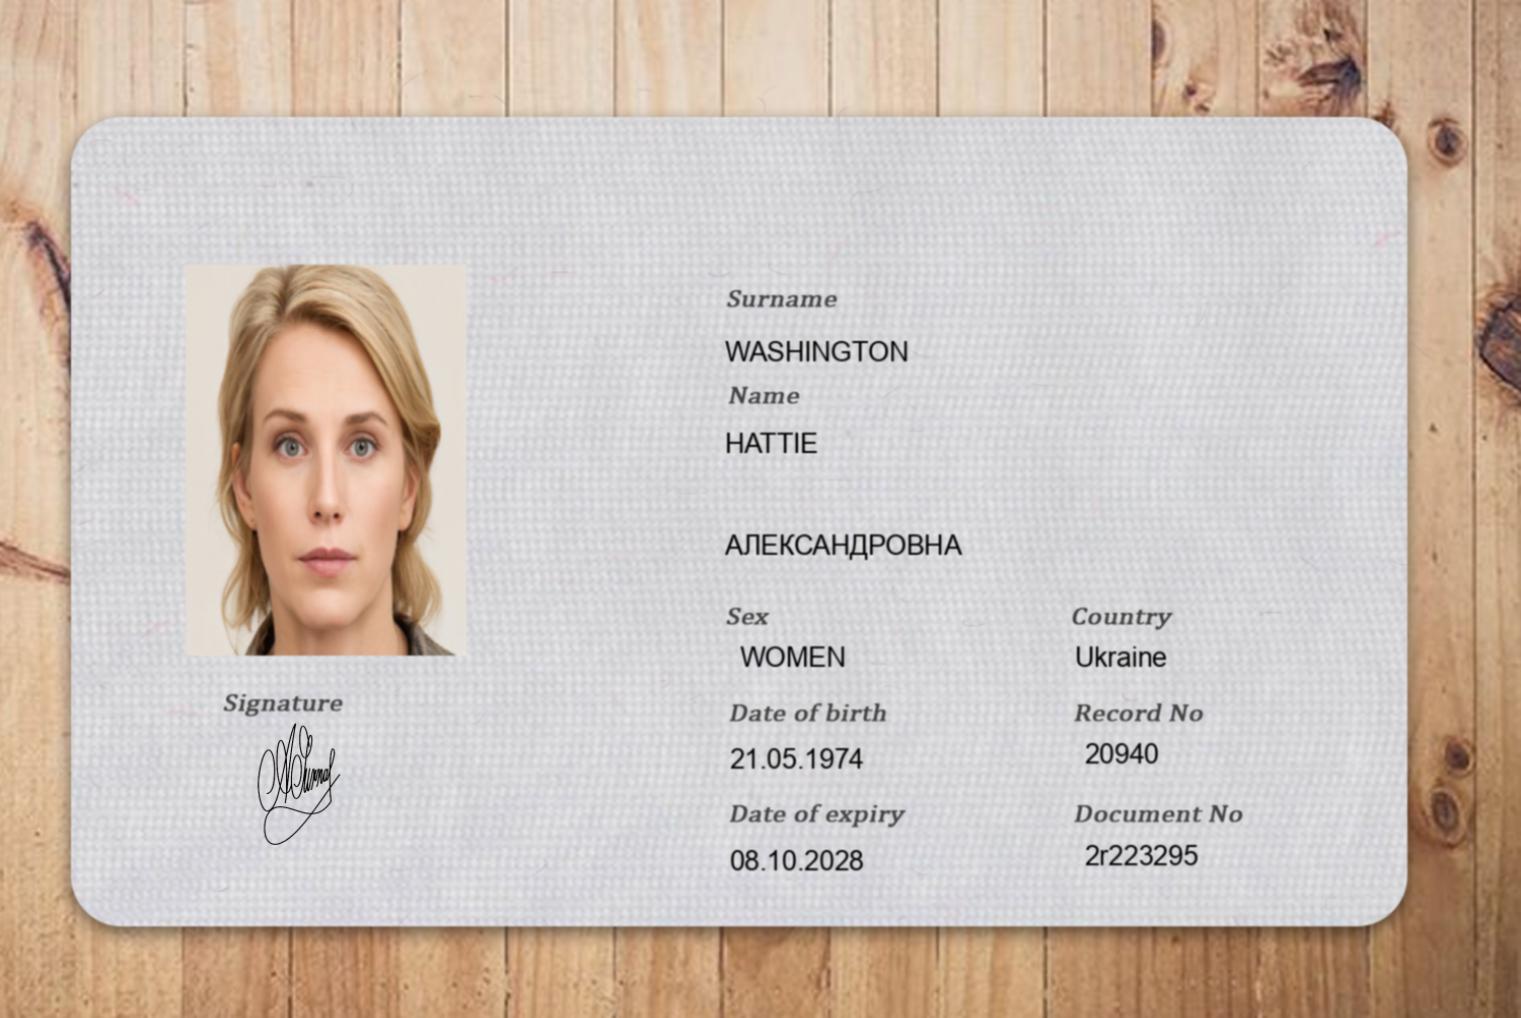 Surname
WASHINGTON
Name
HATTIE
АЛЕКСАНДРОВНА
Sex
WOMEN
Country
Ukraine
Date of birth
21.05.1974
Record No
20940
Date of expiry
08.10.2028
Document No
2r223295
Signature